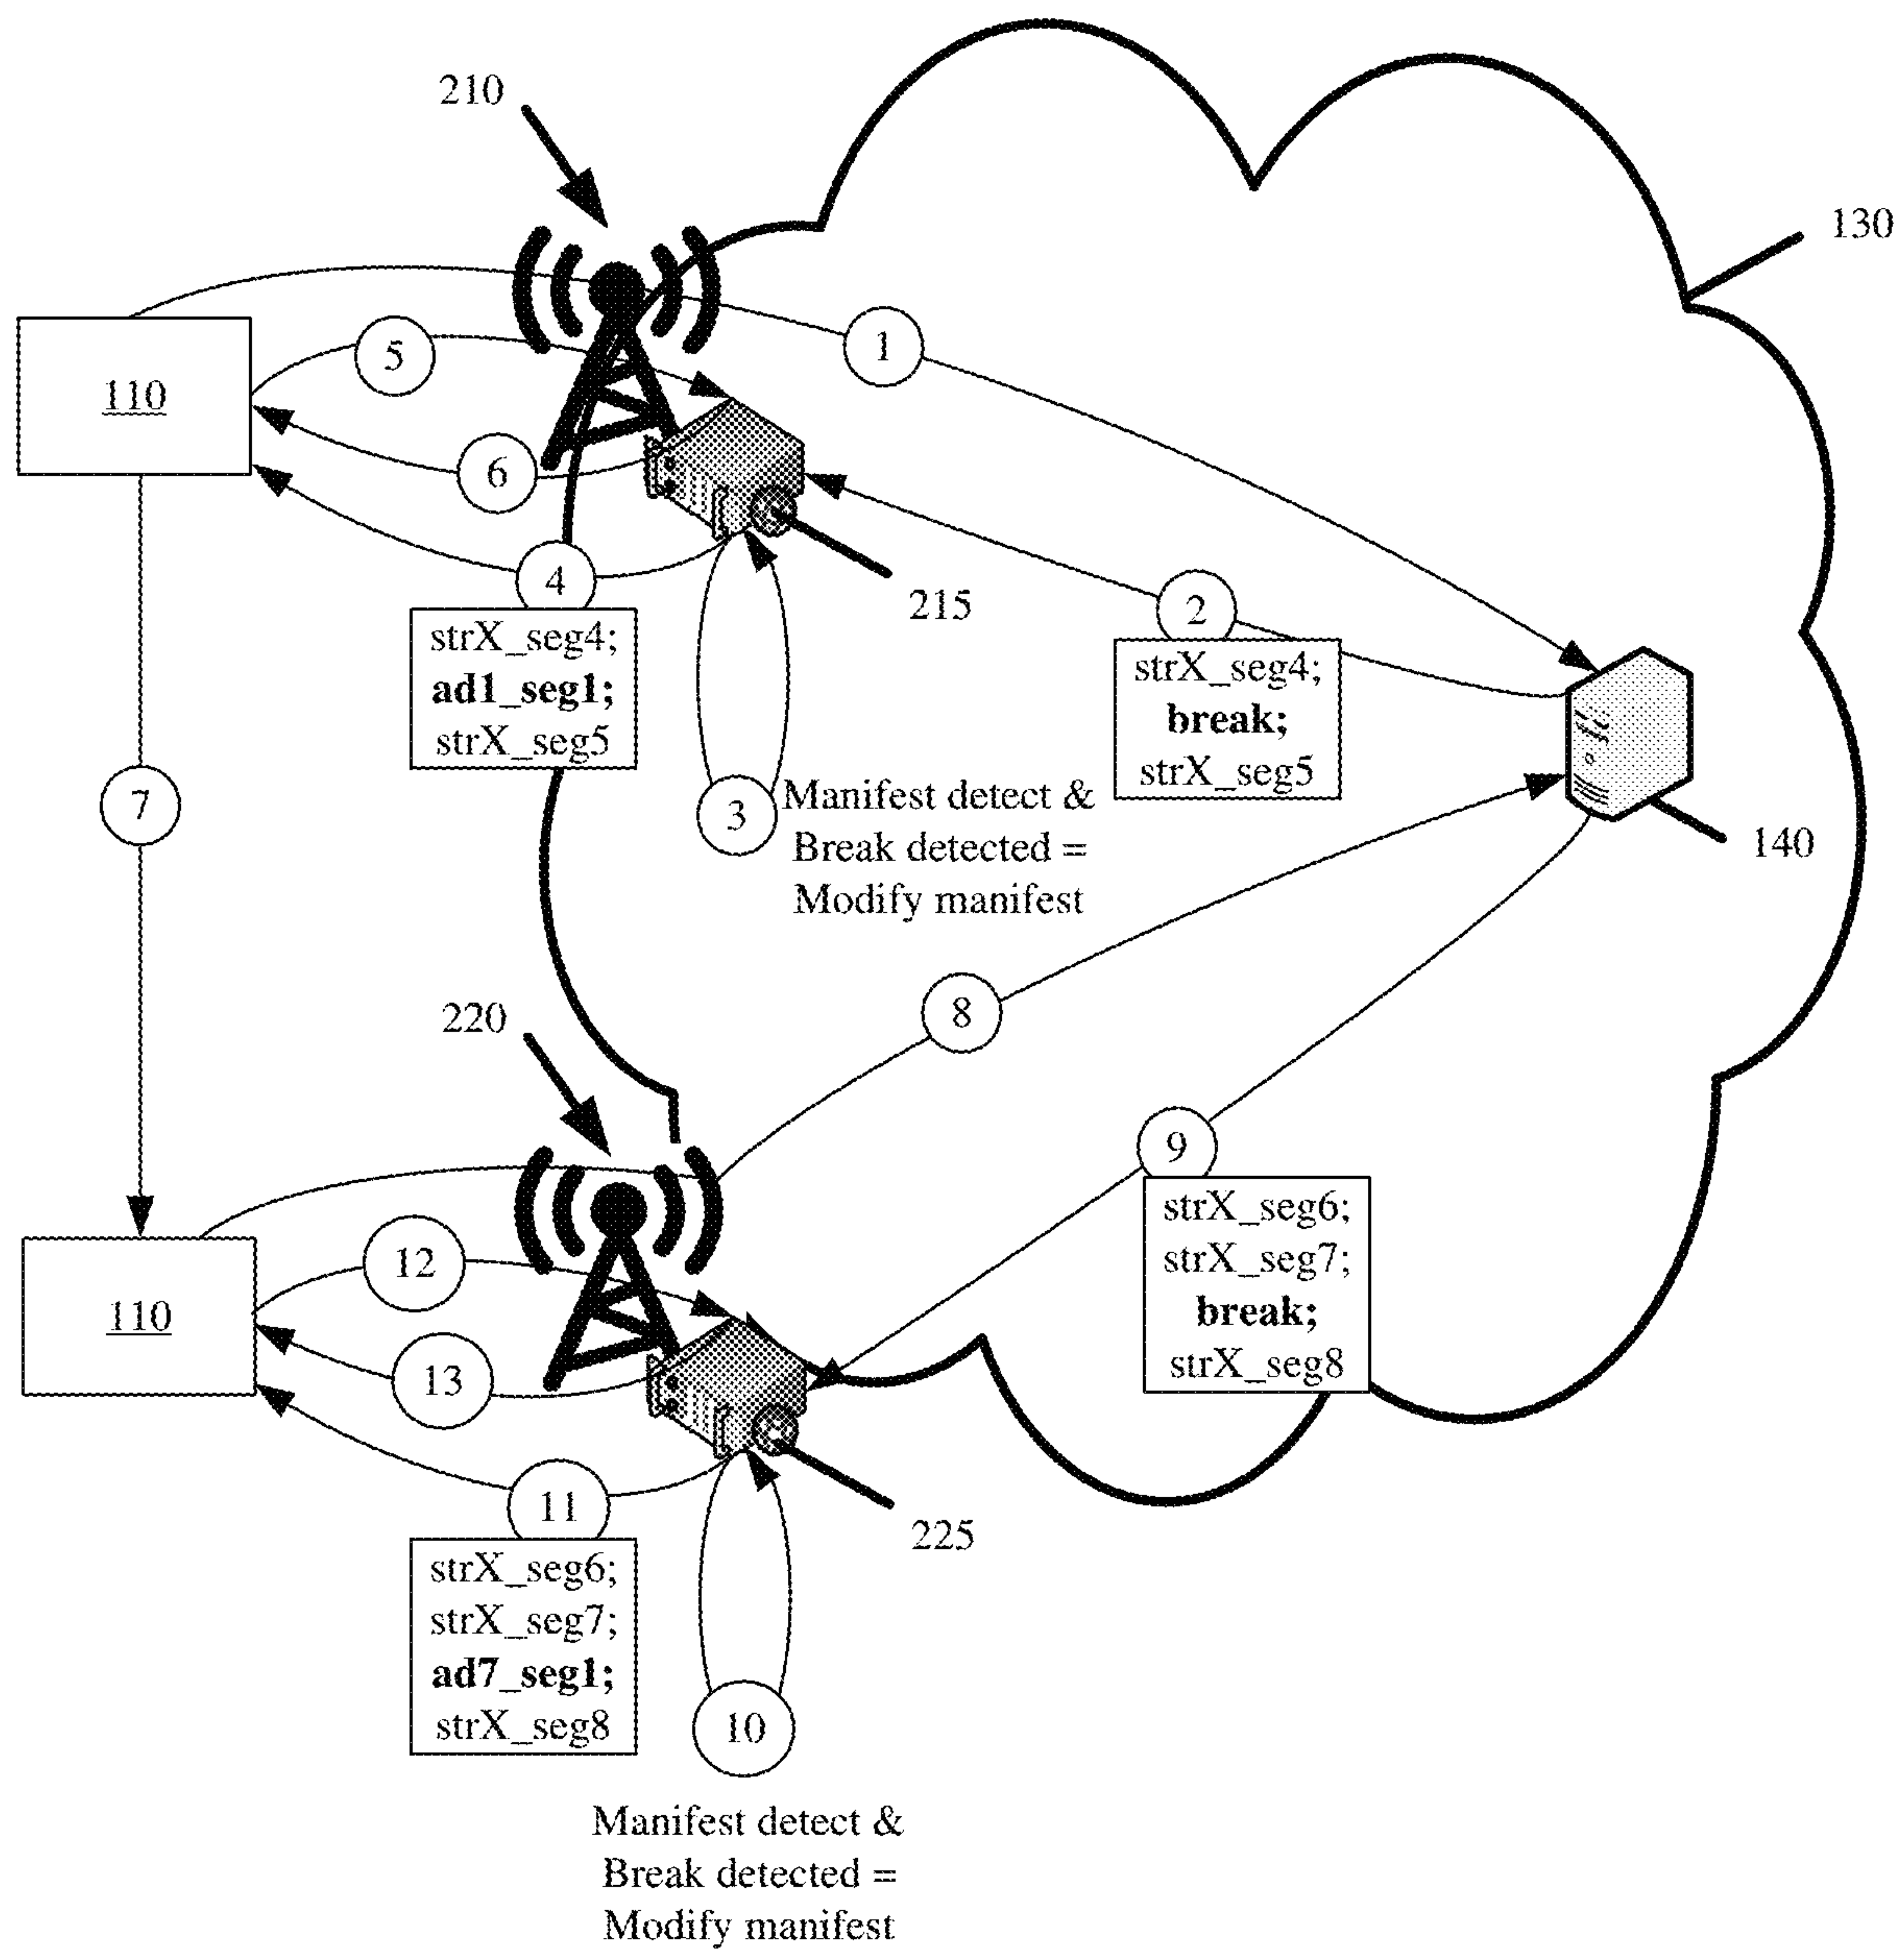 210
130
1
5
110
6
4
215
2
strX_seg4;
ad1_seg1;
strX_seg5
strX_seg4;
break;
strX_seg5
7
3
Manifest detect &
Break detected =
Modify manifest
140
8
220
9
strX_seg6;
strX_seg7;
break;
strX_seg8
12
110
13
11
225
strX_seg6;
strX_seg7;
ad7_seg1;
strX_seg8
10
Manifest detect &
Break detected =
Modify manifest